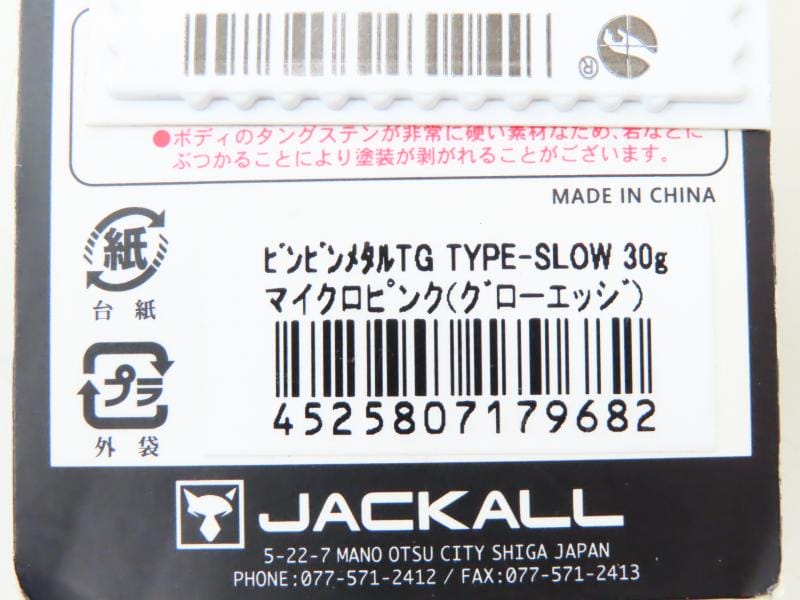 ®
●ボディのタングステンが非常に硬い素材なため、岩などに
ぶつかることにより塗装が剥がれることがございます。
MADE IN CHINA
紙
台 紙
ﾋﾞﾝﾋﾞﾝﾒﾀﾙTG TYPE-SLOW 30g
マイクロピンク(グローエッジ)
4525807179682
プラ
外 袋
JACKALL
5-22-7 MANO OTSU CITY SHIGA JAPAN
PHONE:077-571-2412 / FAX:077-571-2413